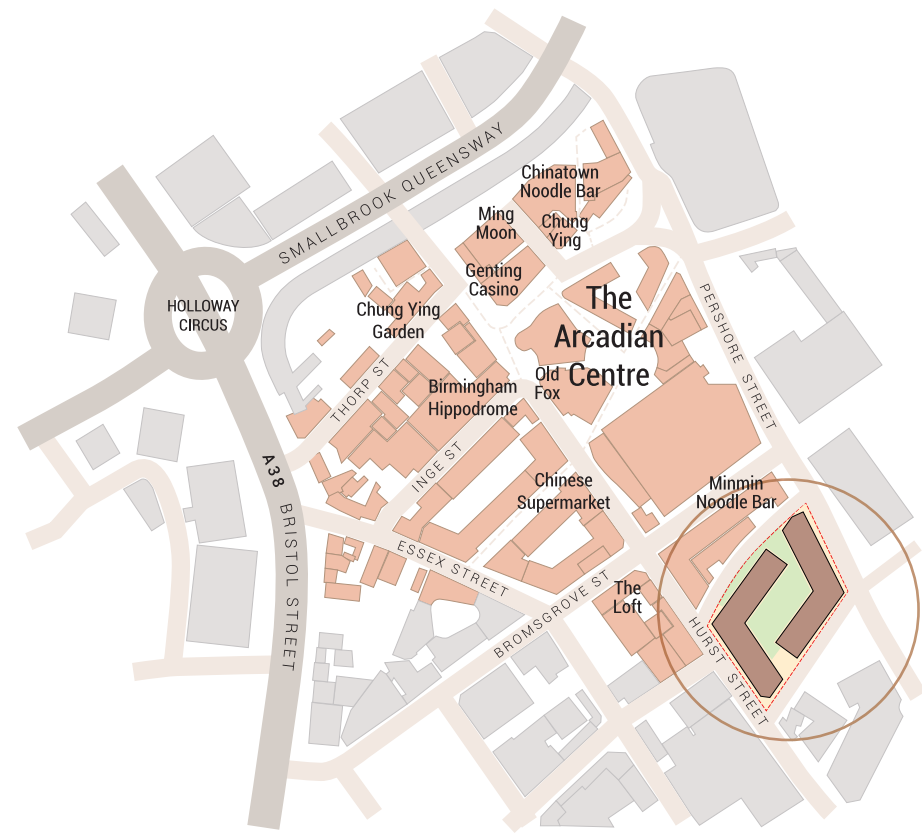 SMALLBROOK QUEENSWAY
Chinatown
Noodle Bar
Ming
Moon
Chung
Ying
Genting
Casino
HOLLOWAY
CIRCUS
Chung Ying
Garden
The
Arcadian
Centre
PERSHORE STREET
THORP ST
Old
Fox
Birmingham
Hippodrome
INGE ST
A38 BRISTOL STREET
Chinese
Supermarket
Minmin
Noodle Bar
ESSEX STREET
BROMSGROVE ST
The
Loft
HURST STREET